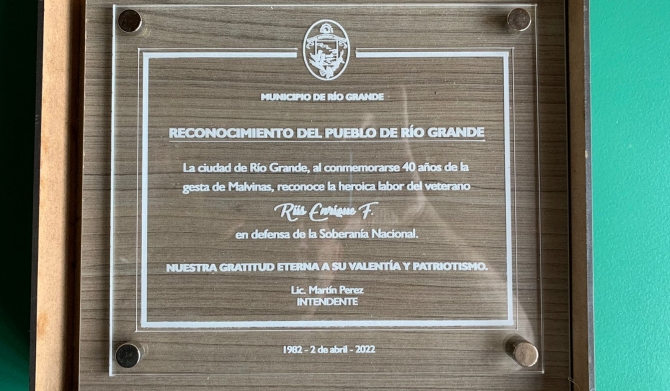 MUNICIPIO DE RÍO GRANDE
RECONOCIMIENTO DEL PUEBLO DE RÍO GRANDE
La ciudad de Río Grande, al conmemorarse 40 años de la
gesta de Malvinas, reconoce la heroica labor del veterano
Riis Enrique F.
en defensa de la Soberanía Nacional.
NUESTRA GRATITUD ETERNA A SU VALENTÍA Y PATRIOTISMO.
Lic. Martín Perez
INTENDENTE
1982 - 2 de abril - 2022